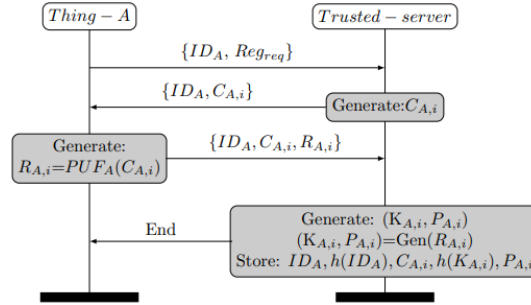 Thing-A
Trusted-server
{ID_A, Reg_req}
{ID_A, C_A,i}
Generate:C_A,i
Generate:
R_A,i=PUF_A(C_A,i)
{ID_A, C_A,i, R_A,i}
Generate: (K_A,i, P_A,i)
(K_A,i, P_A,i)=Gen(R_A,i)
Store: ID_A, h(ID_A), C_A,i, h(K_A,i), P_A,i
End